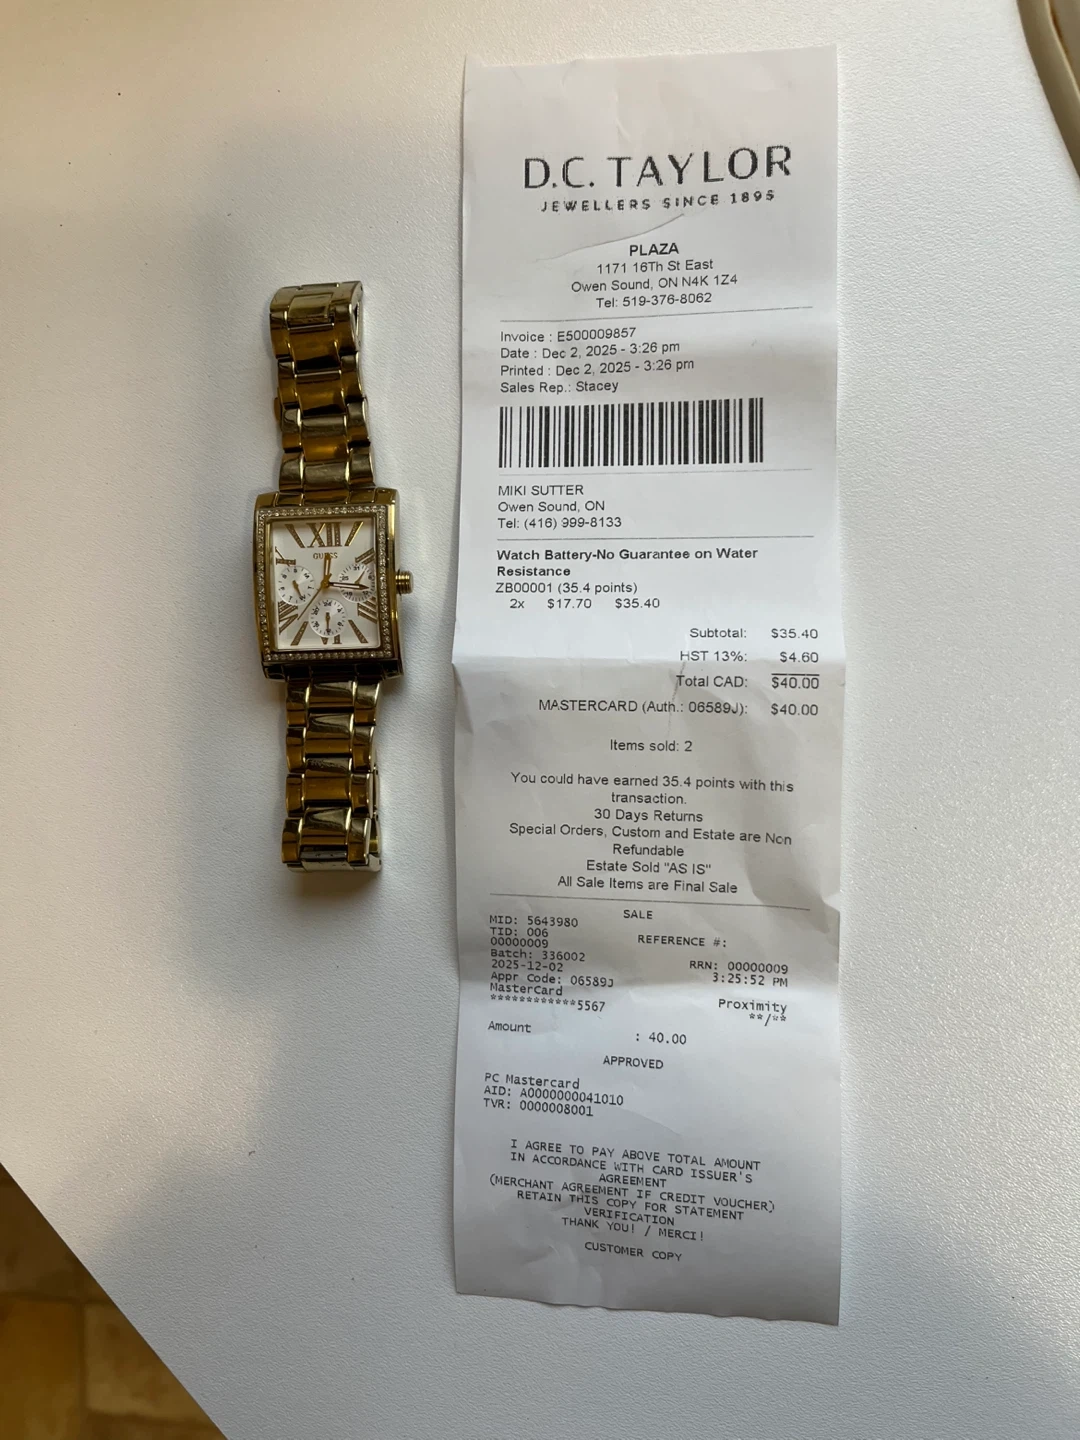 D.C. TAYLOR
JEWELLERS SINCE 1895
PLAZA
1171 16Th St East
Owen Sound, ON N4K 1Z4
Tel: 519-376-8062
Invoice : E500009857
Date : Dec 2, 2025 - 3:26 pm
Printed : Dec 2, 2025 - 3:26 pm
Sales Rep.: Stacey
MIKI SUTTER
Owen Sound, ON
Tel: (416) 999-8133
Watch Battery-No Guarantee on Water
Resistance
ZB00001 (35.4 points)
2x $17.70 $35.40
Subtotal: $35.40
HST 13%: $4.60
Total CAD: $40.00
MASTERCARD (Auth.: 06589J): $40.00
Items sold: 2
You could have earned 35.4 points with this
transaction.
30 Days Returns
Special Orders, Custom and Estate are Non
Refundable
Estate Sold "AS IS"
All Sale Items are Final Sale
SALE
MID: 5643980
TID: 006 REFERENCE #:
00000009
Batch: 336002 RRN: 00000009
2025-12-02 3:25:52 PM
Appr Code: 06589J
MasterCard Proximity
************5567 **/**
Amount : 40.00
APPROVED
PC Mastercard
AID: A0000000041010
TVR: 0000008001
I AGREE TO PAY ABOVE TOTAL AMOUNT
IN ACCORDANCE WITH CARD ISSUER'S
AGREEMENT
(MERCHANT AGREEMENT IF CREDIT VOUCHER)
RETAIN THIS COPY FOR STATEMENT
VERIFICATION
THANK YOU! / MERCI!
CUSTOMER COPY
XII
GUESS